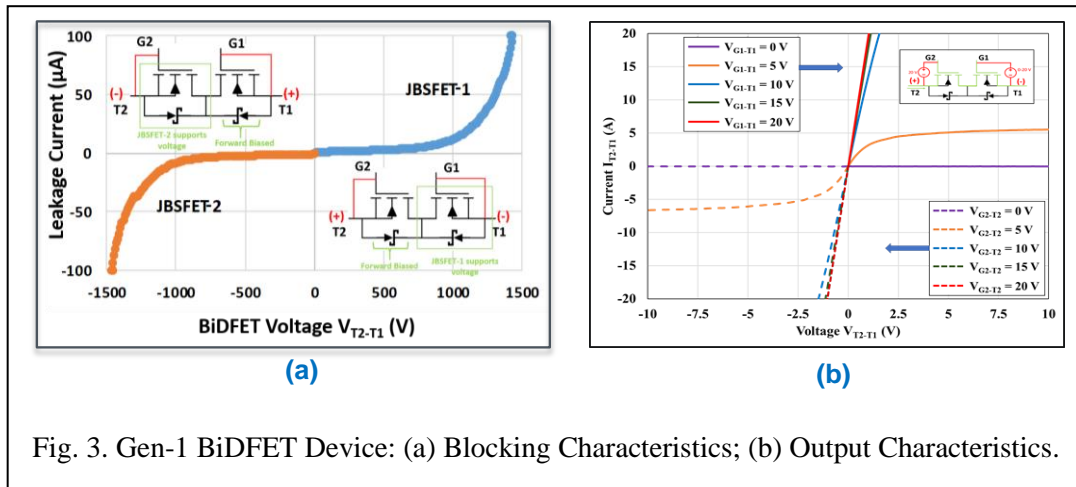 100
50
0
-50
-100
Leakage Current (µA)
G2
G1
(-)
(+)
T2
T1
JBSFET-2 supports
voltage
Forward Biased
JBSFET-1
JBSFET-2
G2
G1
(+)
(-)
T2
T1
Forward Biased
JBSFET-1 supports
voltage
-1500
-1000
-500
0
500
1000
1500
BiDFET Voltage VT2-T1 (V)
(a)
20
15
10
5
0
-5
-10
-15
-20
Current IT2-T1 (A)
VG1-T1 = 0 V
VG1-T1 = 5 V
VG1-T1 = 10 V
VG1-T1 = 15 V
VG1-T1 = 20 V
G2
G1
(+)
(-)
T2
T1
VG2-T2 = 0 V
VG2-T2 = 5 V
VG2-T2 = 10 V
VG2-T2 = 15 V
VG2-T2 = 20 V
-10
-7.5
-5
-2.5
0
2.5
5
7.5
10
Voltage VT2-T1 (V)
(b)
Fig. 3. Gen-1 BiDFET Device: (a) Blocking Characteristics; (b) Output Characteristics.